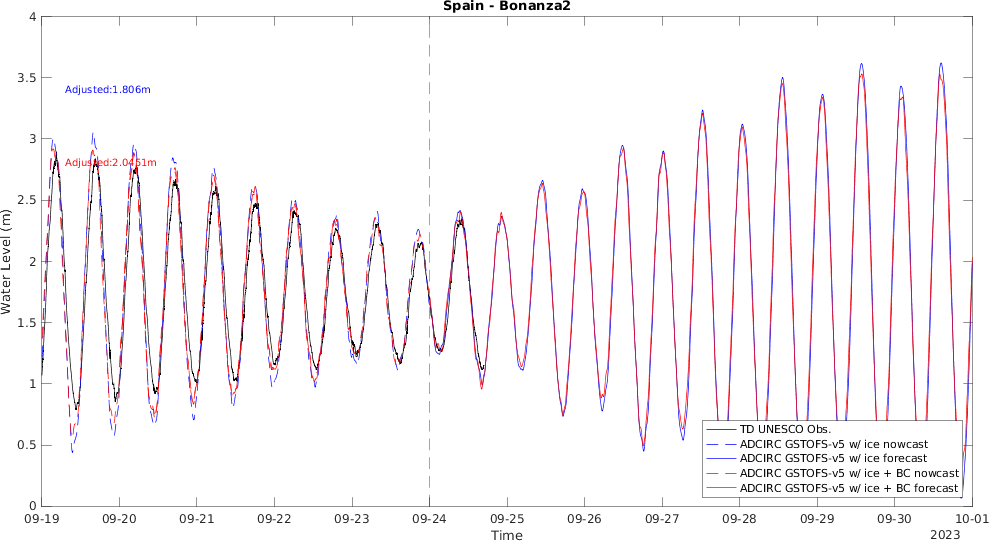 Spain - Bonanza2
4
3.5
3
2.5
2
1.5
1
0.5
0
Water Level (m)
Adjusted:1.806m
Adjusted:2.0451m
TD UNESCO Obs.
ADCIRC GSTOFS-v5 w/ ice nowcast
ADCIRC GSTOFS-v5 w/ ice forecast
ADCIRC GSTOFS-v5 w/ ice + BC nowcast
ADCIRC GSTOFS-v5 w/ ice + BC forecast
09-19 09-20 09-21 09-22 09-23 09-24 09-25 09-26 09-27 09-28 09-29 09-30 10-01
Time
2023